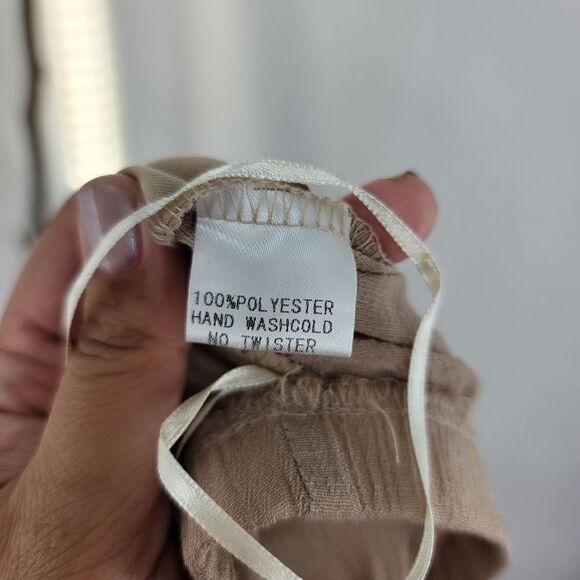 100%POLYESTER
HAND WASHCOLD
NO TWISTER